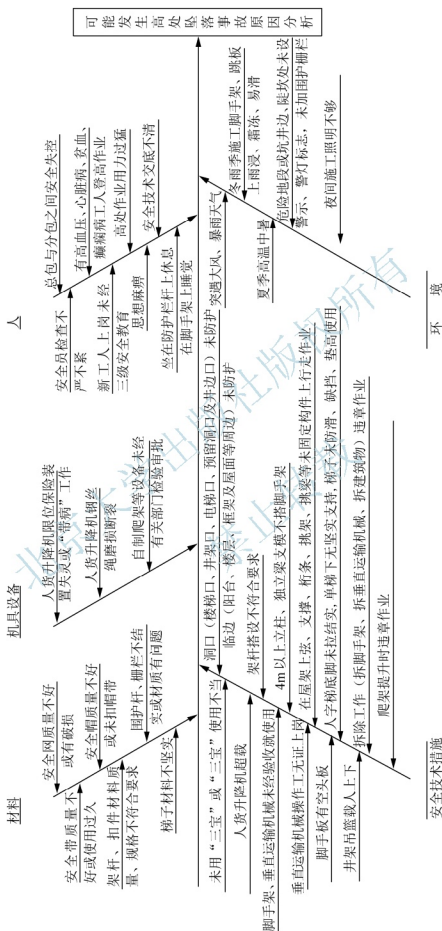 可能发生高处坠落事故原因分析
人
总包与分包之间安全失控
有高血压、心脏病、贫血、
癫痫病工人登高作业
高处作业用力过猛
安全技术交底不清
安全员检查不
严不紧
新工人上岗未经
三级安全教育
思想麻痹
坐在防护栏杆上休息
在脚手架上睡觉
机具设备
人货升降机限位保险装
置失灵或“带病”工作
人货升降机钢丝
绳磨损断裂
自制爬架等设备未经
有关部门检验审批
材料
安全网质量不好
或有破损
安全帽质量不好
或未扣帽带
围护杆、栅栏不结
实或材质有问题
安全带质量不
好或使用过久
架杆、扣件材料质
量、规格不符合要求
梯子材料不坚实
环境
突遇大风、暴雨天气
冬雨季施工脚手架、跳板
上雨浸、霜冻、易滑
夏季高温中暑
危险地段或坑井边、陡坎处未设
警示、警灯标志，未加围护栅栏
夜间施工照明不够
安全技术措施
洞口（楼梯口、井架口、电梯口、预留洞口及井边口）未防护
临边（阳台、楼层、框架及屋面等周边）未防护
架杆搭设不符合要求
4m以上立柱、独立梁支模不搭脚手架
在屋架上弦、支撑、桁条、挑架、挑梁等未固定构件上行走作业
人字梯底脚未拉结实，单梯下无坚实支持，梯子未防滑、缺挡、垫高使用
拆除工作（拆脚手架、拆垂直运输机械、拆建筑物）违章作业
爬架提升时违章作业
未用“三宝”或“三宝”使用不当
人货升降机超载
脚手架、垂直运输机械未经验收就使用
垂直运输机械操作工无证上岗
脚手板有空头板
井架吊篮载人上下
北京大学出版社版权所有